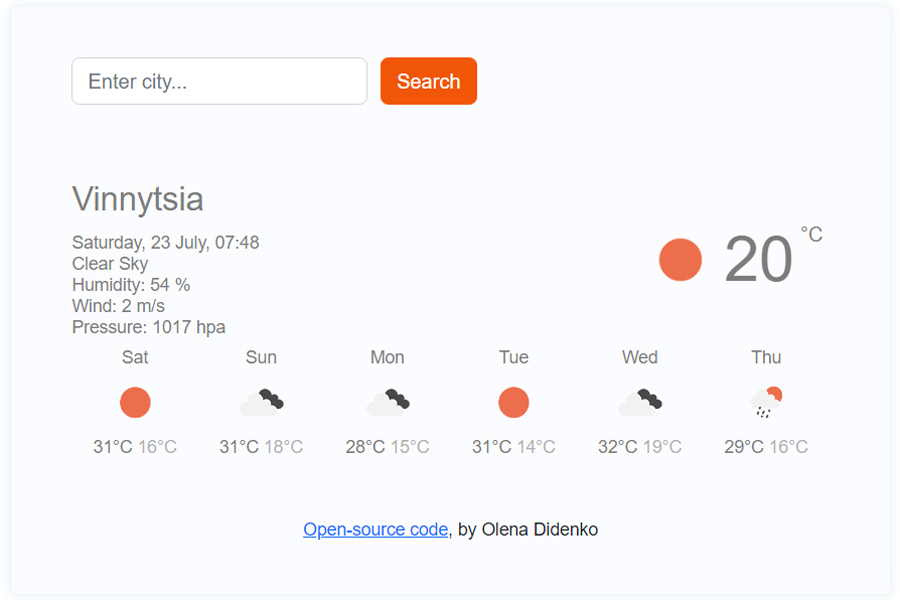 Enter city...
Search
Vinnytsia
Saturday, 23 July, 07:48
Clear Sky
Humidity: 54 %
Wind: 2 m/s
Pressure: 1017 hpa
20 °C
Sat Sun Mon Tue Wed Thu
31°C 16°C 31°C 18°C 28°C 15°C 31°C 14°C 32°C 19°C 29°C 16°C
Open-source code, by Olena Didenko